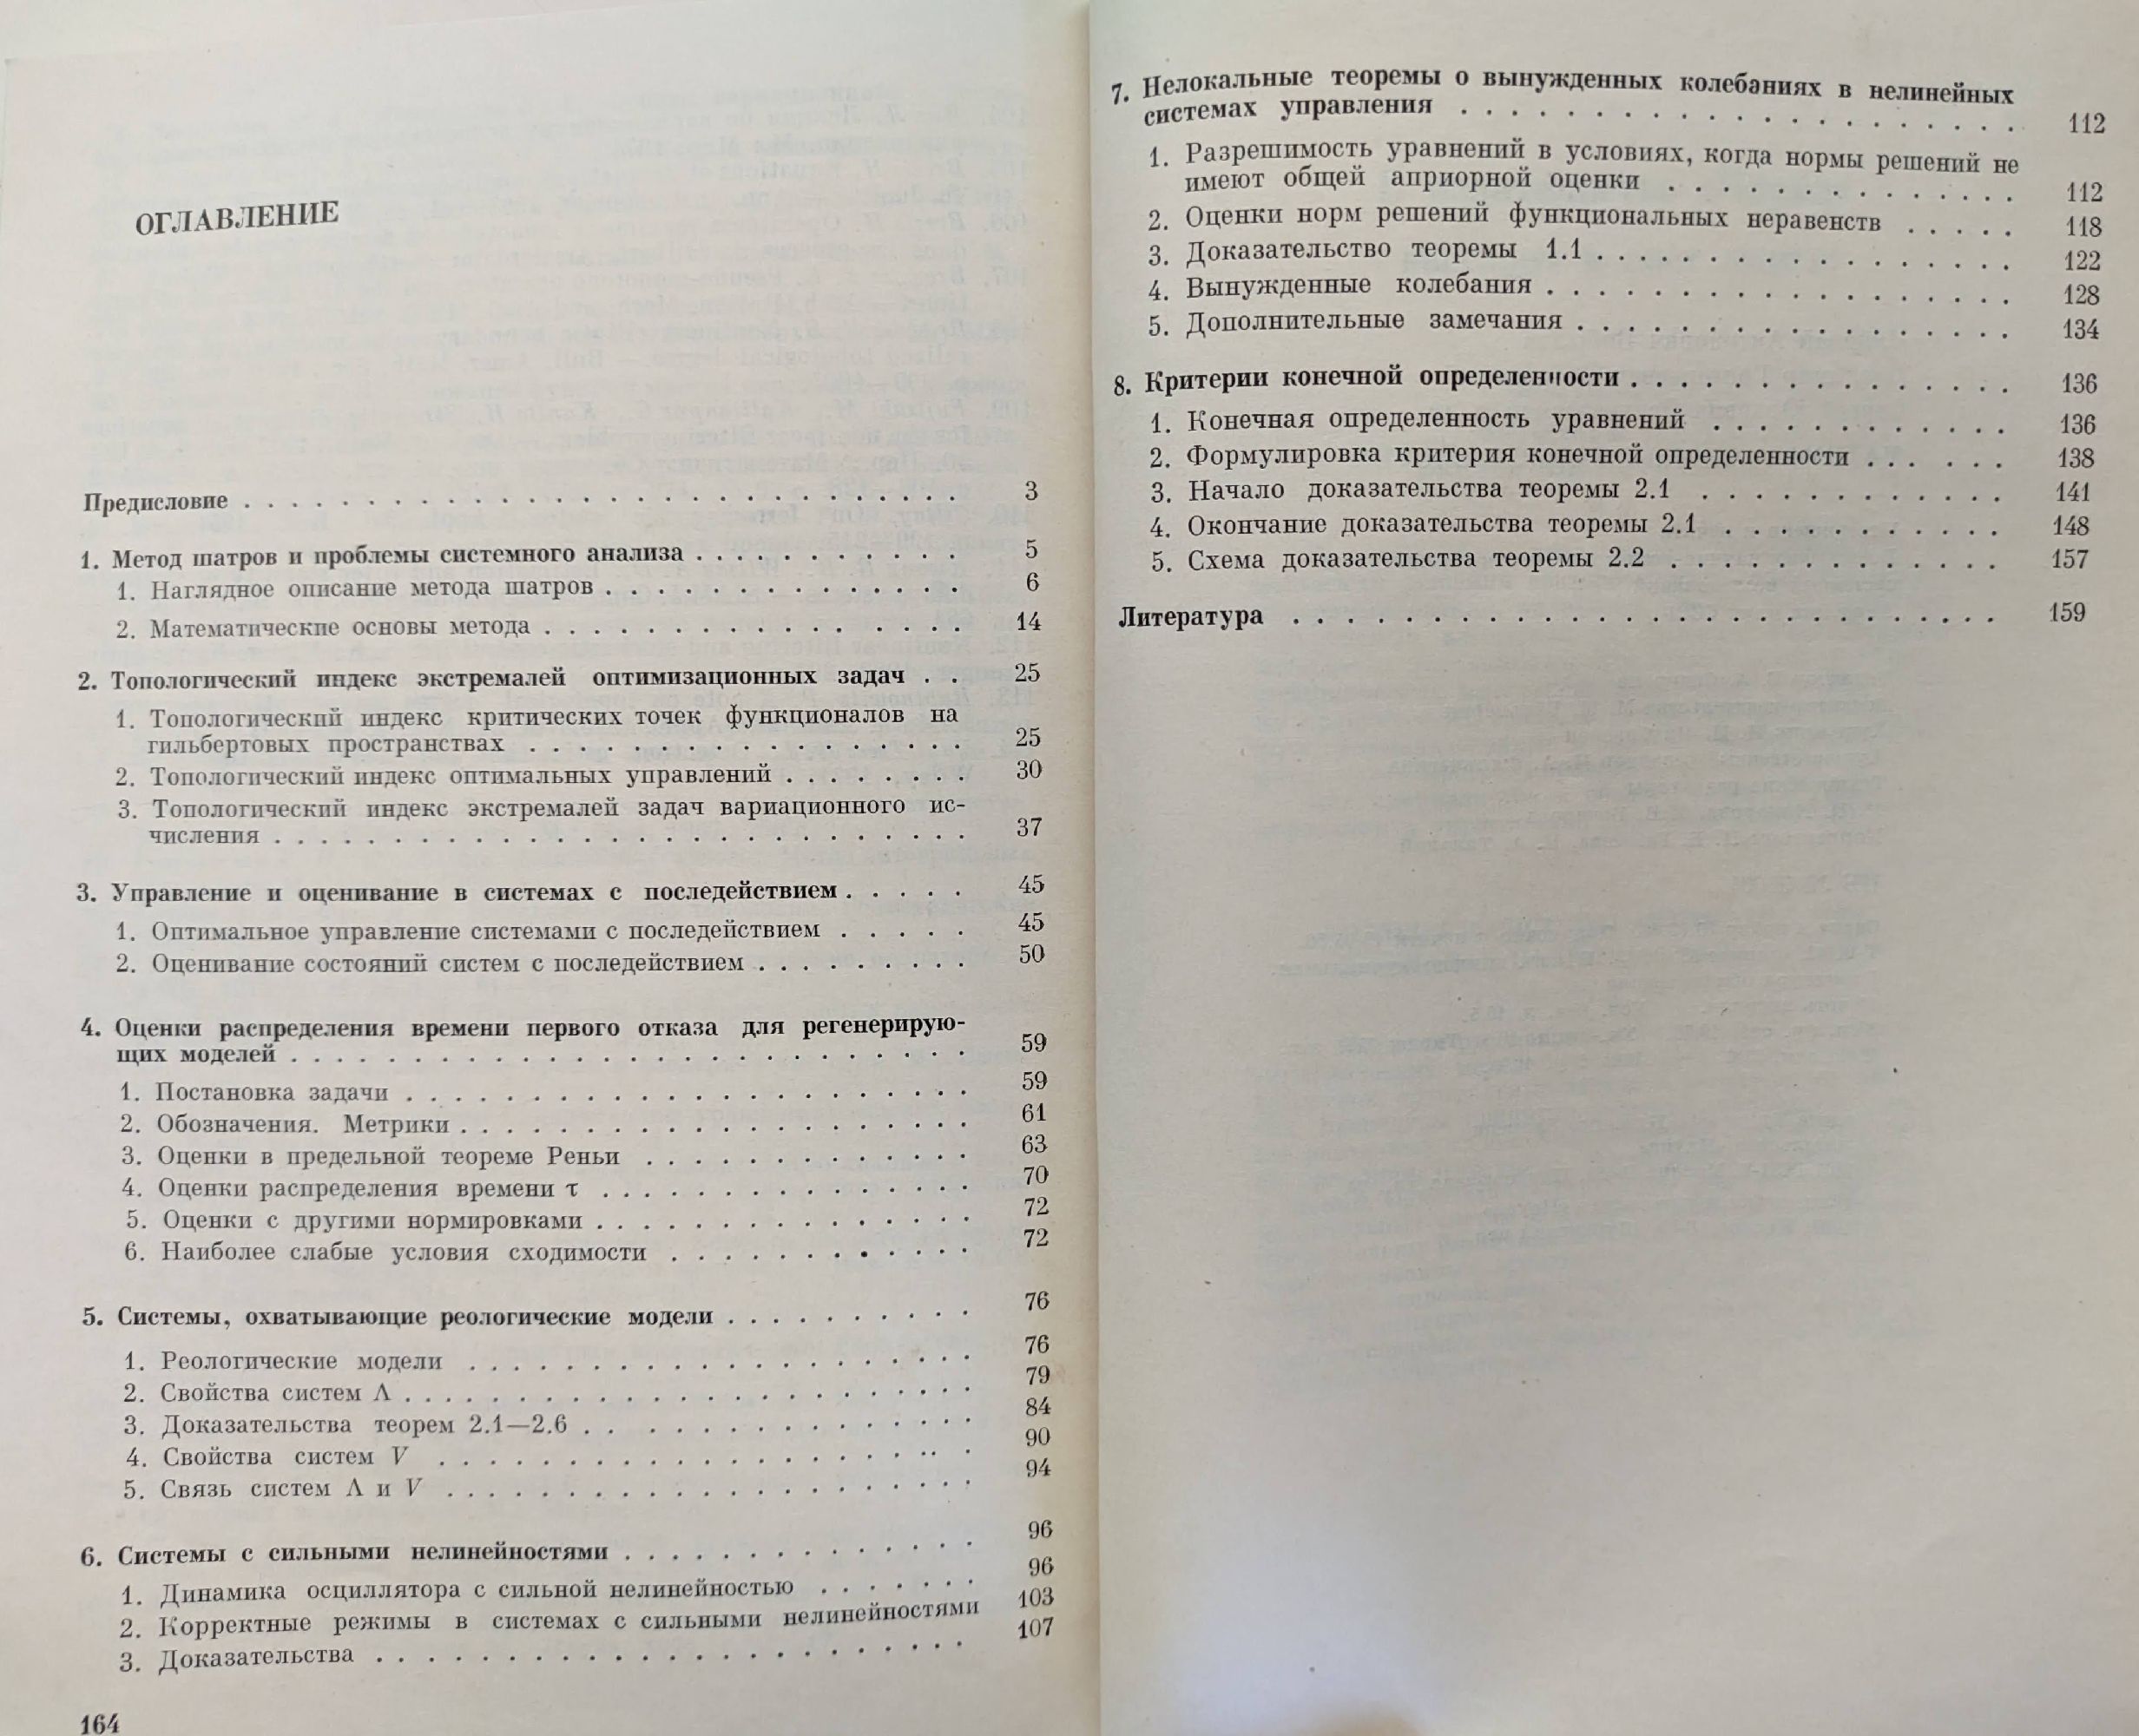 ОГЛАВЛЕНИЕ
Предисловие . . . . . . . . . . . . . . . . . . . . . . . . 3
1. Метод шатров и проблемы системного анализа . . . . . . . . . . . 5
1. Наглядное описание метода шатров . . . . . . . . . . . . . . 6
2. Математические основы метода . . . . . . . . . . . . . . . 14
2. Топологический индекс экстремалей оптимизационных задач . . 25
1. Топологический индекс критических точек функционалов на
гильбертовых пространствах . . . . . . . . . . . . . . . . . 25
2. Топологический индекс оптимальных управлений . . . . . . . . 30
3. Топологический индекс экстремалей задач вариационного ис-
числения . . . . . . . . . . . . . . . . . . . . . . . . 37
3. Управление и оценивание в системах с последействием . . . . . 45
1. Оптимальное управление системами с последействием . . . . . 45
2. Оценивание состояний систем с последействием . . . . . . . . . 50
4. Оценки распределения времени первого отказа для регенерирую-
щих моделей . . . . . . . . . . . . . . . . . . . . . . . 59
1. Постановка задачи . . . . . . . . . . . . . . . . . . . 59
2. Обозначения. Метрики . . . . . . . . . . . . . . . . . 61
3. Оценки в предельной теореме Реньи . . . . . . . . . . . . 63
4. Оценки распределения времени τ . . . . . . . . . . . . . . 70
5. Оценки с другими нормировками . . . . . . . . . . . . . . 72
6. Наиболее слабые условия сходимости . . . . . . . . . . . 72
5. Системы, охватывающие реологические модели . . . . . . . . . . 76
1. Реологические модели . . . . . . . . . . . . . . . . . 76
2. Свойства систем Λ . . . . . . . . . . . . . . . . . . . 79
3. Доказательства теорем 2.1—2.6 . . . . . . . . . . . . . 84
4. Свойства систем V . . . . . . . . . . . . . . . . . . 90
5. Связь систем Λ и V . . . . . . . . . . . . . . . . . . 94
6. Системы с сильными нелинейностями . . . . . . . . . . . . . . 96
1. Динамика осциллятора с сильной нелинейностью . . . . . . . 96
2. Корректные режимы в системах с сильными нелинейностями 103
3. Доказательства . . . . . . . . . . . . . . . . . . . . 107
164
7. Нелокальные теоремы о вынужденных колебаниях в нелинейных
системах управления . . . . . . . . . . . . . . . . . . . . . 112
1. Разрешимость уравнений в условиях, когда нормы решений не
имеют общей априорной оценки . . . . . . . . . . . . . 112
2. Оценки норм решений функциональных неравенств . . . . . 118
3. Доказательство теоремы 1.1 . . . . . . . . . . . . . . . . 122
4. Вынужденные колебания . . . . . . . . . . . . . . . . . 128
5. Дополнительные замечания . . . . . . . . . . . . . . . . 134
8. Критерии конечной определенности . . . . . . . . . . . . . . . 136
1. Конечная определенность уравнений . . . . . . . . . . . . 136
2. Формулировка критерия конечной определенности . . . . . . 138
3. Начало доказательства теоремы 2.1 . . . . . . . . . . . . 141
4. Окончание доказательства теоремы 2.1 . . . . . . . . . . . 148
5. Схема доказательства теоремы 2.2 . . . . . . . . . . . . . 157
Литература . . . . . . . . . . . . . . . . . . . . . . . . . 159